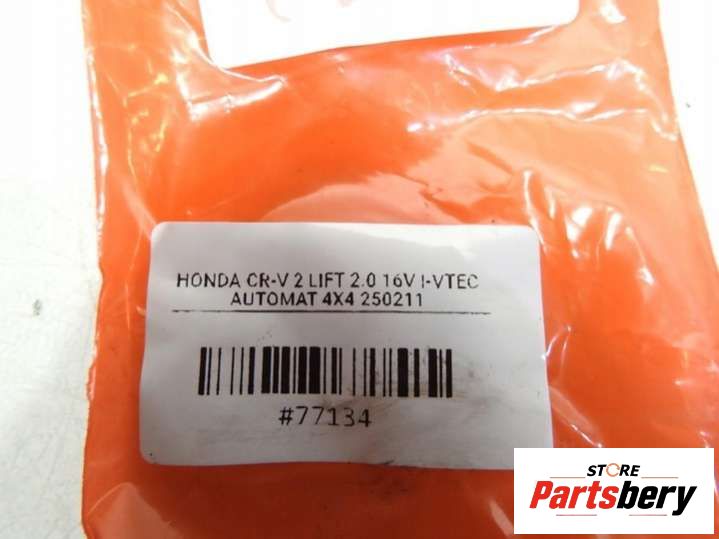 HONDA CR-V 2 LIFT 2.0 16V I-VTEC
AUTOMAT 4X4 250211
#77134
STORE
Partsbery